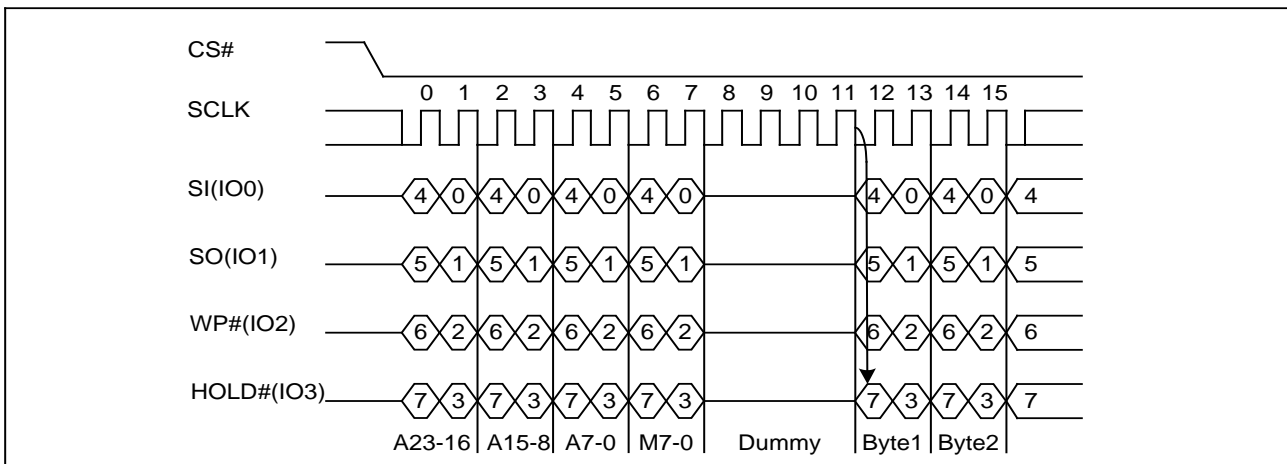 CS#
SCLK
0 1 2 3 4 5 6 7 8 9 10 11 12 13 14 15
SI(IO0)
4 0 4 0 4 0 4 0 4 0 4 0 4
SO(IO1)
5 1 5 1 5 1 5 1 5 1 5 1 5
WP#(IO2)
6 2 6 2 6 2 6 2 6 2 6 2 6
HOLD#(IO3)
7 3 7 3 7 3 7 3 7 3 7 3 7
A23-16 A15-8 A7-0 M7-0 Dummy Byte1 Byte2